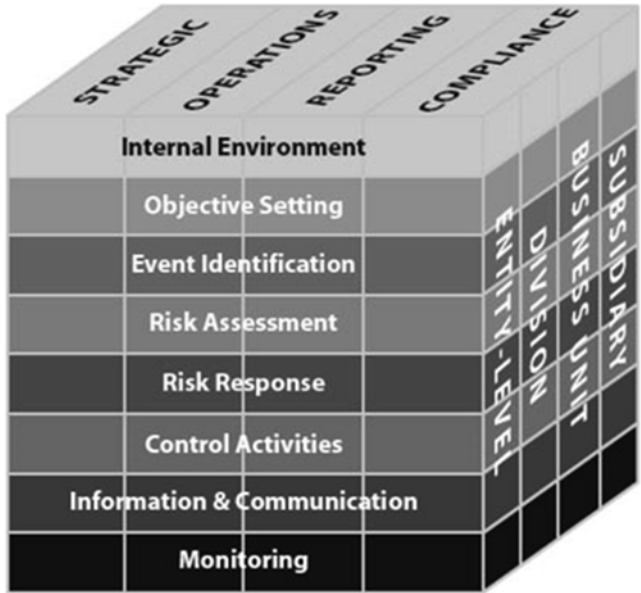 STRATEGIC
OPERATIONS
REPORTING
COMPLIANCE
Internal Environment
Objective Setting
Event Identification
Risk Assessment
Risk Response
Control Activities
Information & Communication
Monitoring
ENTITY-LEVEL
DIVISION
BUSINESS UNIT
SUBSIDIARY